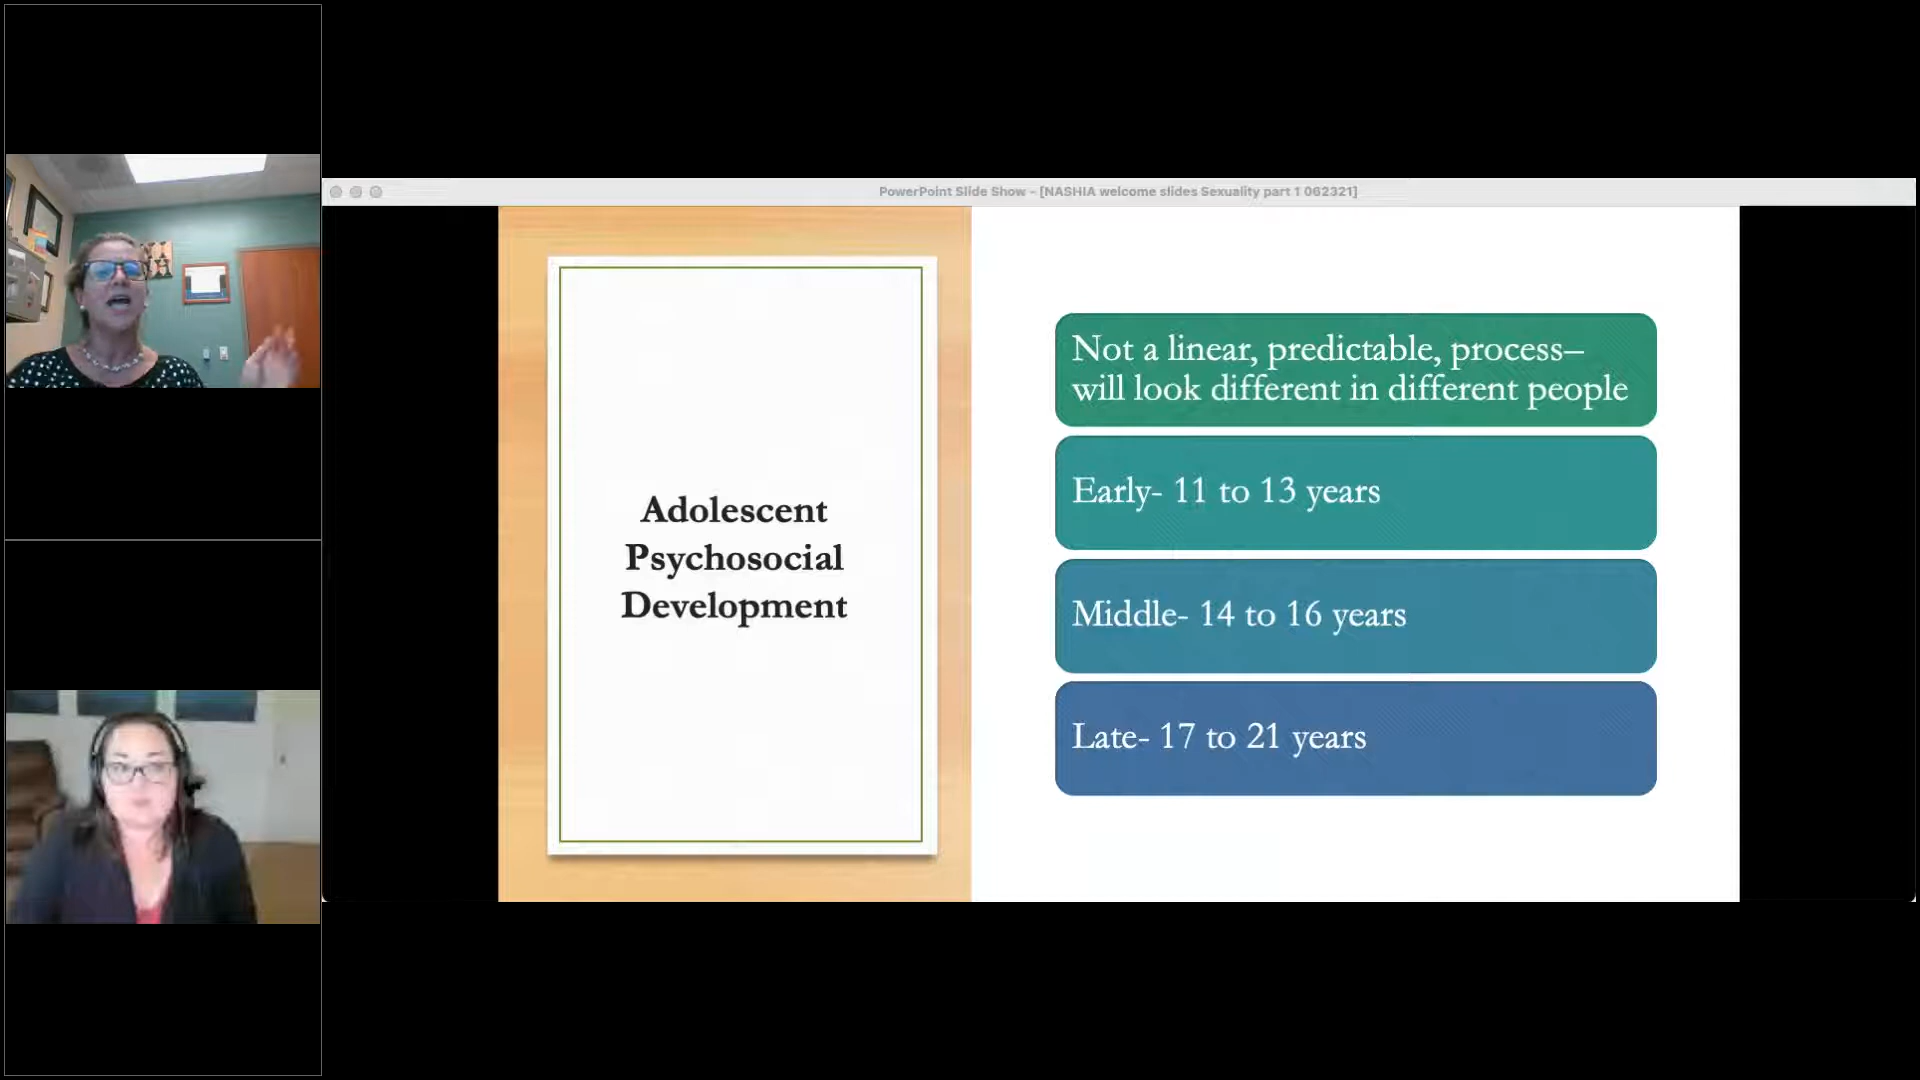 PowerPoint Slide Show - [NASHIA welcome slides Sexuality part 1 062321]
Adolescent
Psychosocial
Development
Not a linear, predictable, process–
will look different in different people
Early- 11 to 13 years
Middle- 14 to 16 years
Late- 17 to 21 years